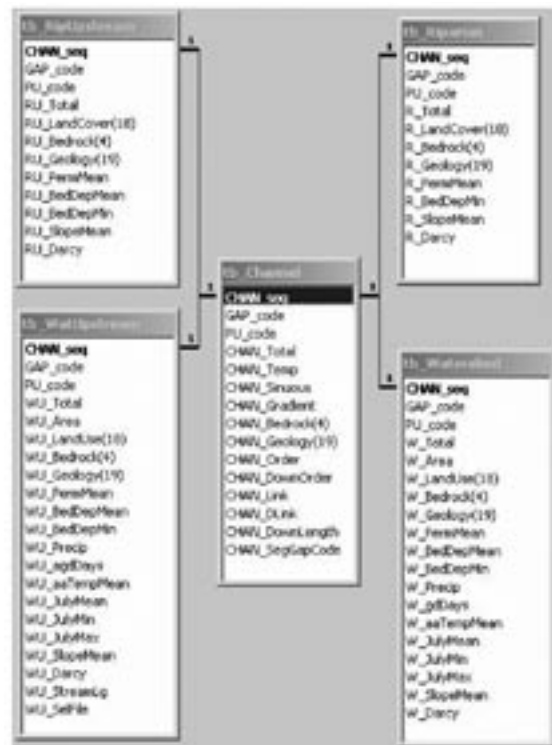 tb_RipUpstream
CHAN_seq
GAP_code
PU_code
RU_Total
RU_LandCover(18)
RU_Bedrock(4)
RU_Geology(19)
RU_PermMean
RU_BedDepMean
RU_BedDepMin
RU_SlopeMean
RU_Darcy
tb_Riparian
CHAN_seq
GAP_code
PU_code
R_Total
R_LandCover(18)
R_Bedrock(4)
R_Geology(19)
R_PermMean
R_BedDepMean
R_BedDepMin
R_SlopeMean
R_Darcy
tb_Channel
CHAN_seq
GAP_code
PU_code
CHAN_Total
CHAN_Temp
CHAN_Sinuous
CHAN_Gradient
CHAN_Bedrock(4)
CHAN_Geology(19)
CHAN_Order
CHAN_DownOrder
CHAN_Link
CHAN_DLink
CHAN_DownLength
CHAN_SegGapCode
tb_WatUpstream
CHAN_seq
GAP_code
PU_code
WU_Total
WU_Area
WU_LandUse(18)
WU_Bedrock(4)
WU_Geology(19)
WU_PermMean
WU_BedDepMean
WU_BedDepMin
WU_Precip
WU_agdDays
WU_aaTempMean
WU_JulyMean
WU_JulyMin
WU_JulyMax
WU_SlopeMean
WU_Darcy
WU_StreamLg
WU_SelFile
tb_Watershed
CHAN_seq
GAP_code
PU_code
W_Total
W_Area
W_LandUse(18)
W_Bedrock(4)
W_Geology(19)
W_PermMean
W_BedDepMean
W_BedDepMin
W_Precip
W_gdDays
W_aaTempMean
W_JulyMean
W_JulyMin
W_JulyMax
W_SlopeMean
W_Darcy